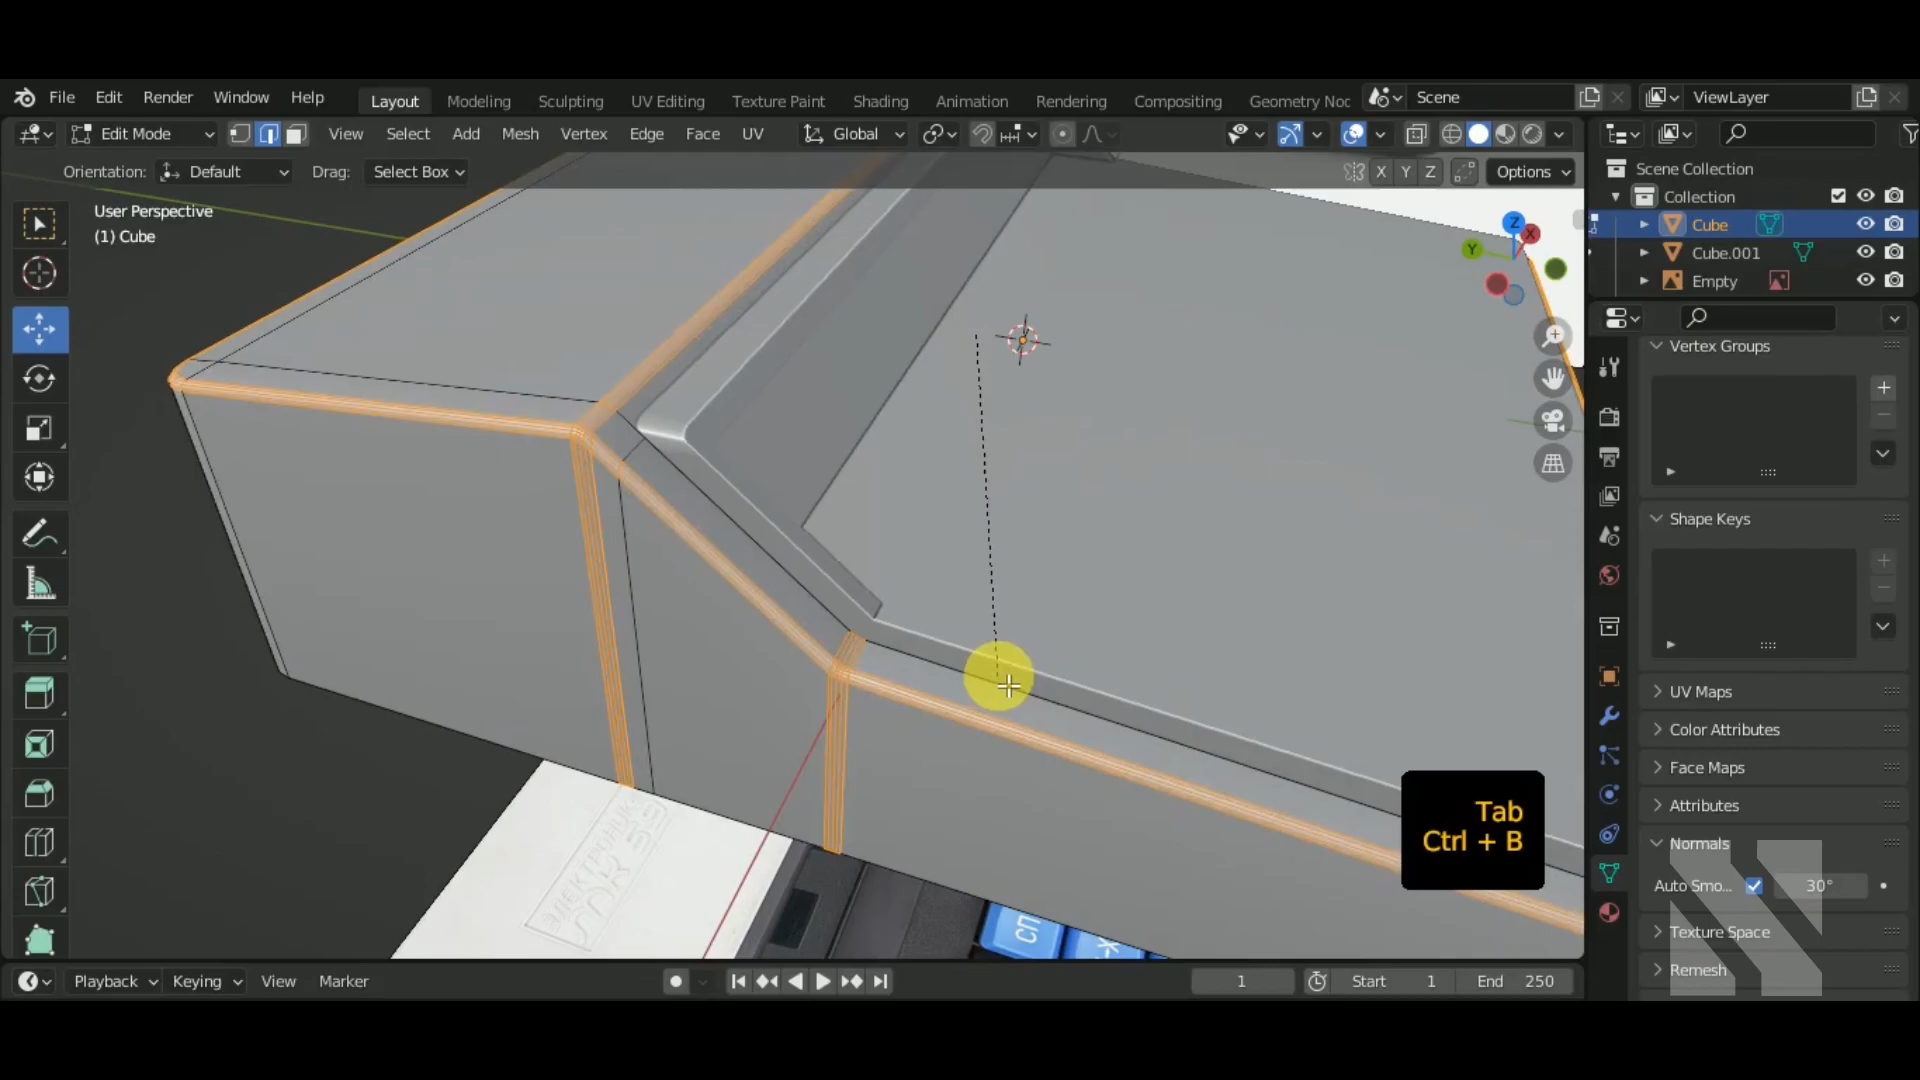 File Edit Render Window Help Layout Modeling Sculpting UV Editing Texture Paint Shading Animation Rendering Compositing Geometry Noc Scene ViewLayer
Edit Mode View Select Add Mesh Vertex Edge Face UV Global
Orientation: Default Drag: Select Box X Y Z Options
Scene Collection
Collection
Cube
Cube.001
Empty
User Perspective
(1) Cube
Z
X
Y
Vertex Groups
Shape Keys
UV Maps
Color Attributes
Face Maps
Attributes
Normals
Auto Smo... 30°
Texture Space
Remesh
Tab
Ctrl + B
СП
Playback Keying View Marker 1 Start 1 End 250